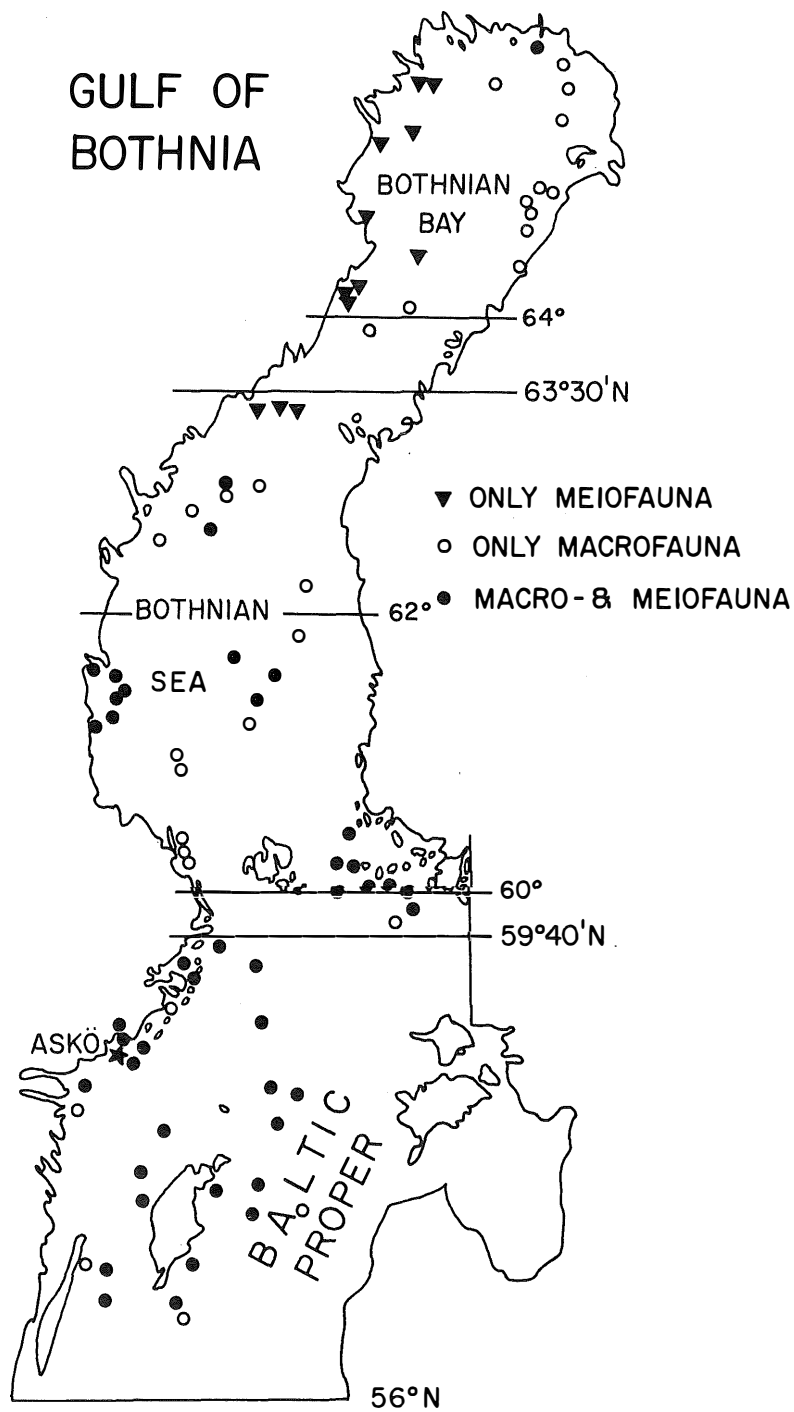 GULF OF
BOTHNIA
BOTHNIAN
BAY
64°
63°30'N
ONLY MEIOFAUNA
ONLY MACROFAUNA
MACRO-& MEIOFAUNA
BOTHNIAN
62°
SEA
60°
59°40'N
ASKÖ
BALTIC
PROPER
56°N